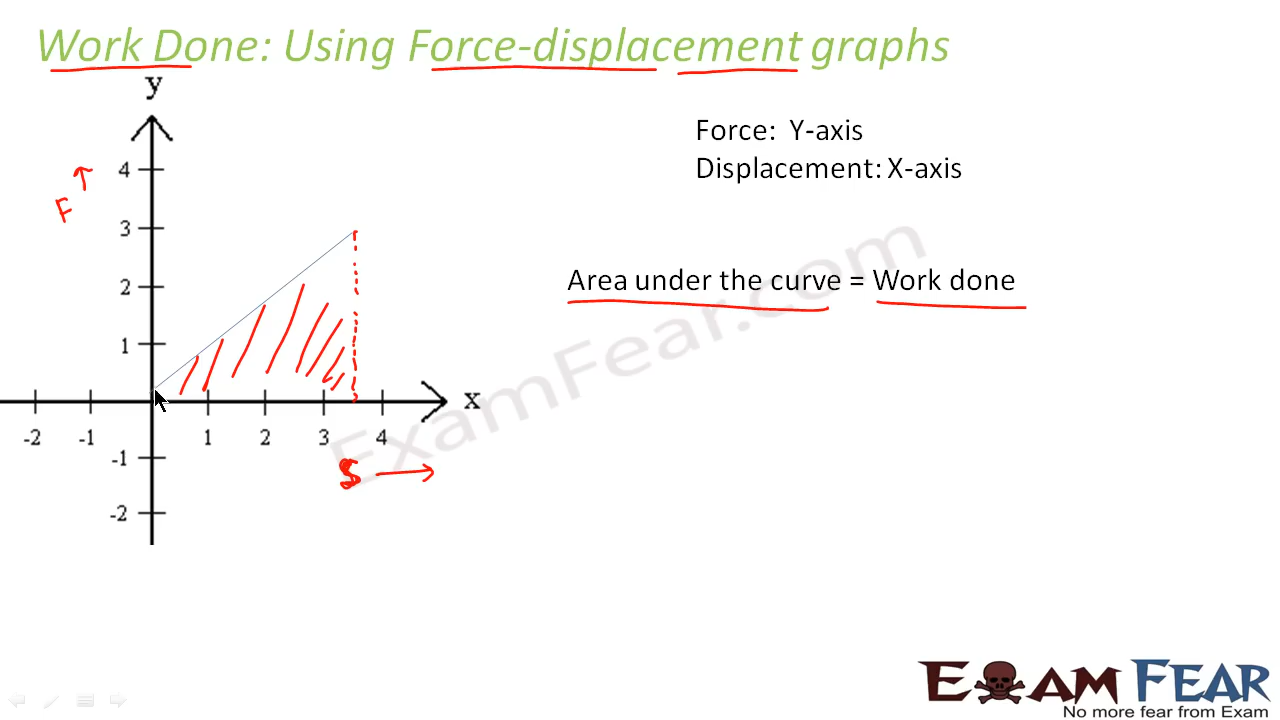 Work Done: Using Force-displacement graphs
y
Force: Y-axis
4
Displacement: X-axis
F
3
2
Area under the curve = Work done
1
x
-2 -1 1 2 3 4
-1
S
-2
ExamFear.com
EXAM FEAR
No more fear from Exam